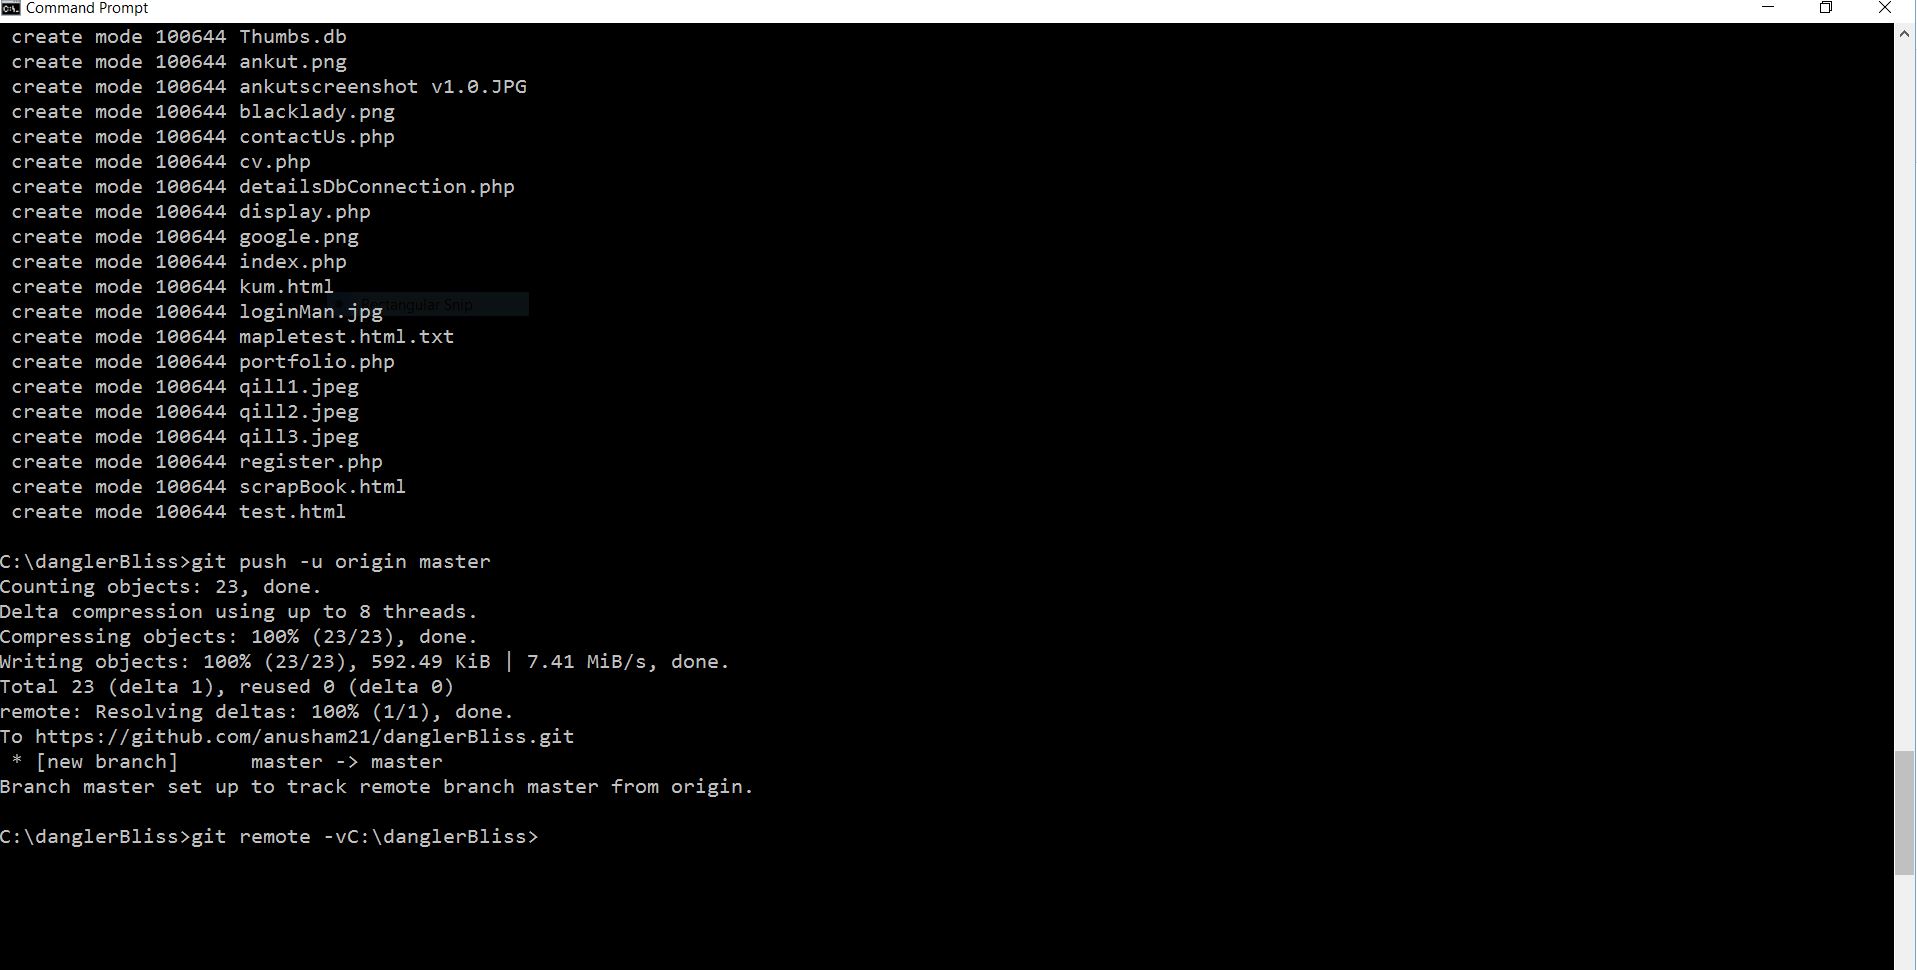 Command Prompt
create mode 100644 Thumbs.db
create mode 100644 ankut.png
create mode 100644 ankutscreenshot v1.0.JPG
create mode 100644 blacklady.png
create mode 100644 contactUs.php
create mode 100644 cv.php
create mode 100644 detailsDbConnection.php
create mode 100644 display.php
create mode 100644 google.png
create mode 100644 index.php
create mode 100644 kum.html
Rectangular Snip
create mode 100644 loginMan.jpg
create mode 100644 mapletest.html.txt
create mode 100644 portfolio.php
create mode 100644 qill1.jpeg
create mode 100644 qill2.jpeg
create mode 100644 qill3.jpeg
create mode 100644 register.php
create mode 100644 scrapBook.html
create mode 100644 test.html
C:\danglerBliss>git push -u origin master
Counting objects: 23, done.
Delta compression using up to 8 threads.
Compressing objects: 100% (23/23), done.
Writing objects: 100% (23/23), 592.49 KiB | 7.41 MiB/s, done.
Total 23 (delta 1), reused 0 (delta 0)
remote: Resolving deltas: 100% (1/1), done.
To https://github.com/anusham21/danglerBliss.git
* [new branch]      master -> master
Branch master set up to track remote branch master from origin.
C:\danglerBliss>git remote -vC:\danglerBliss>